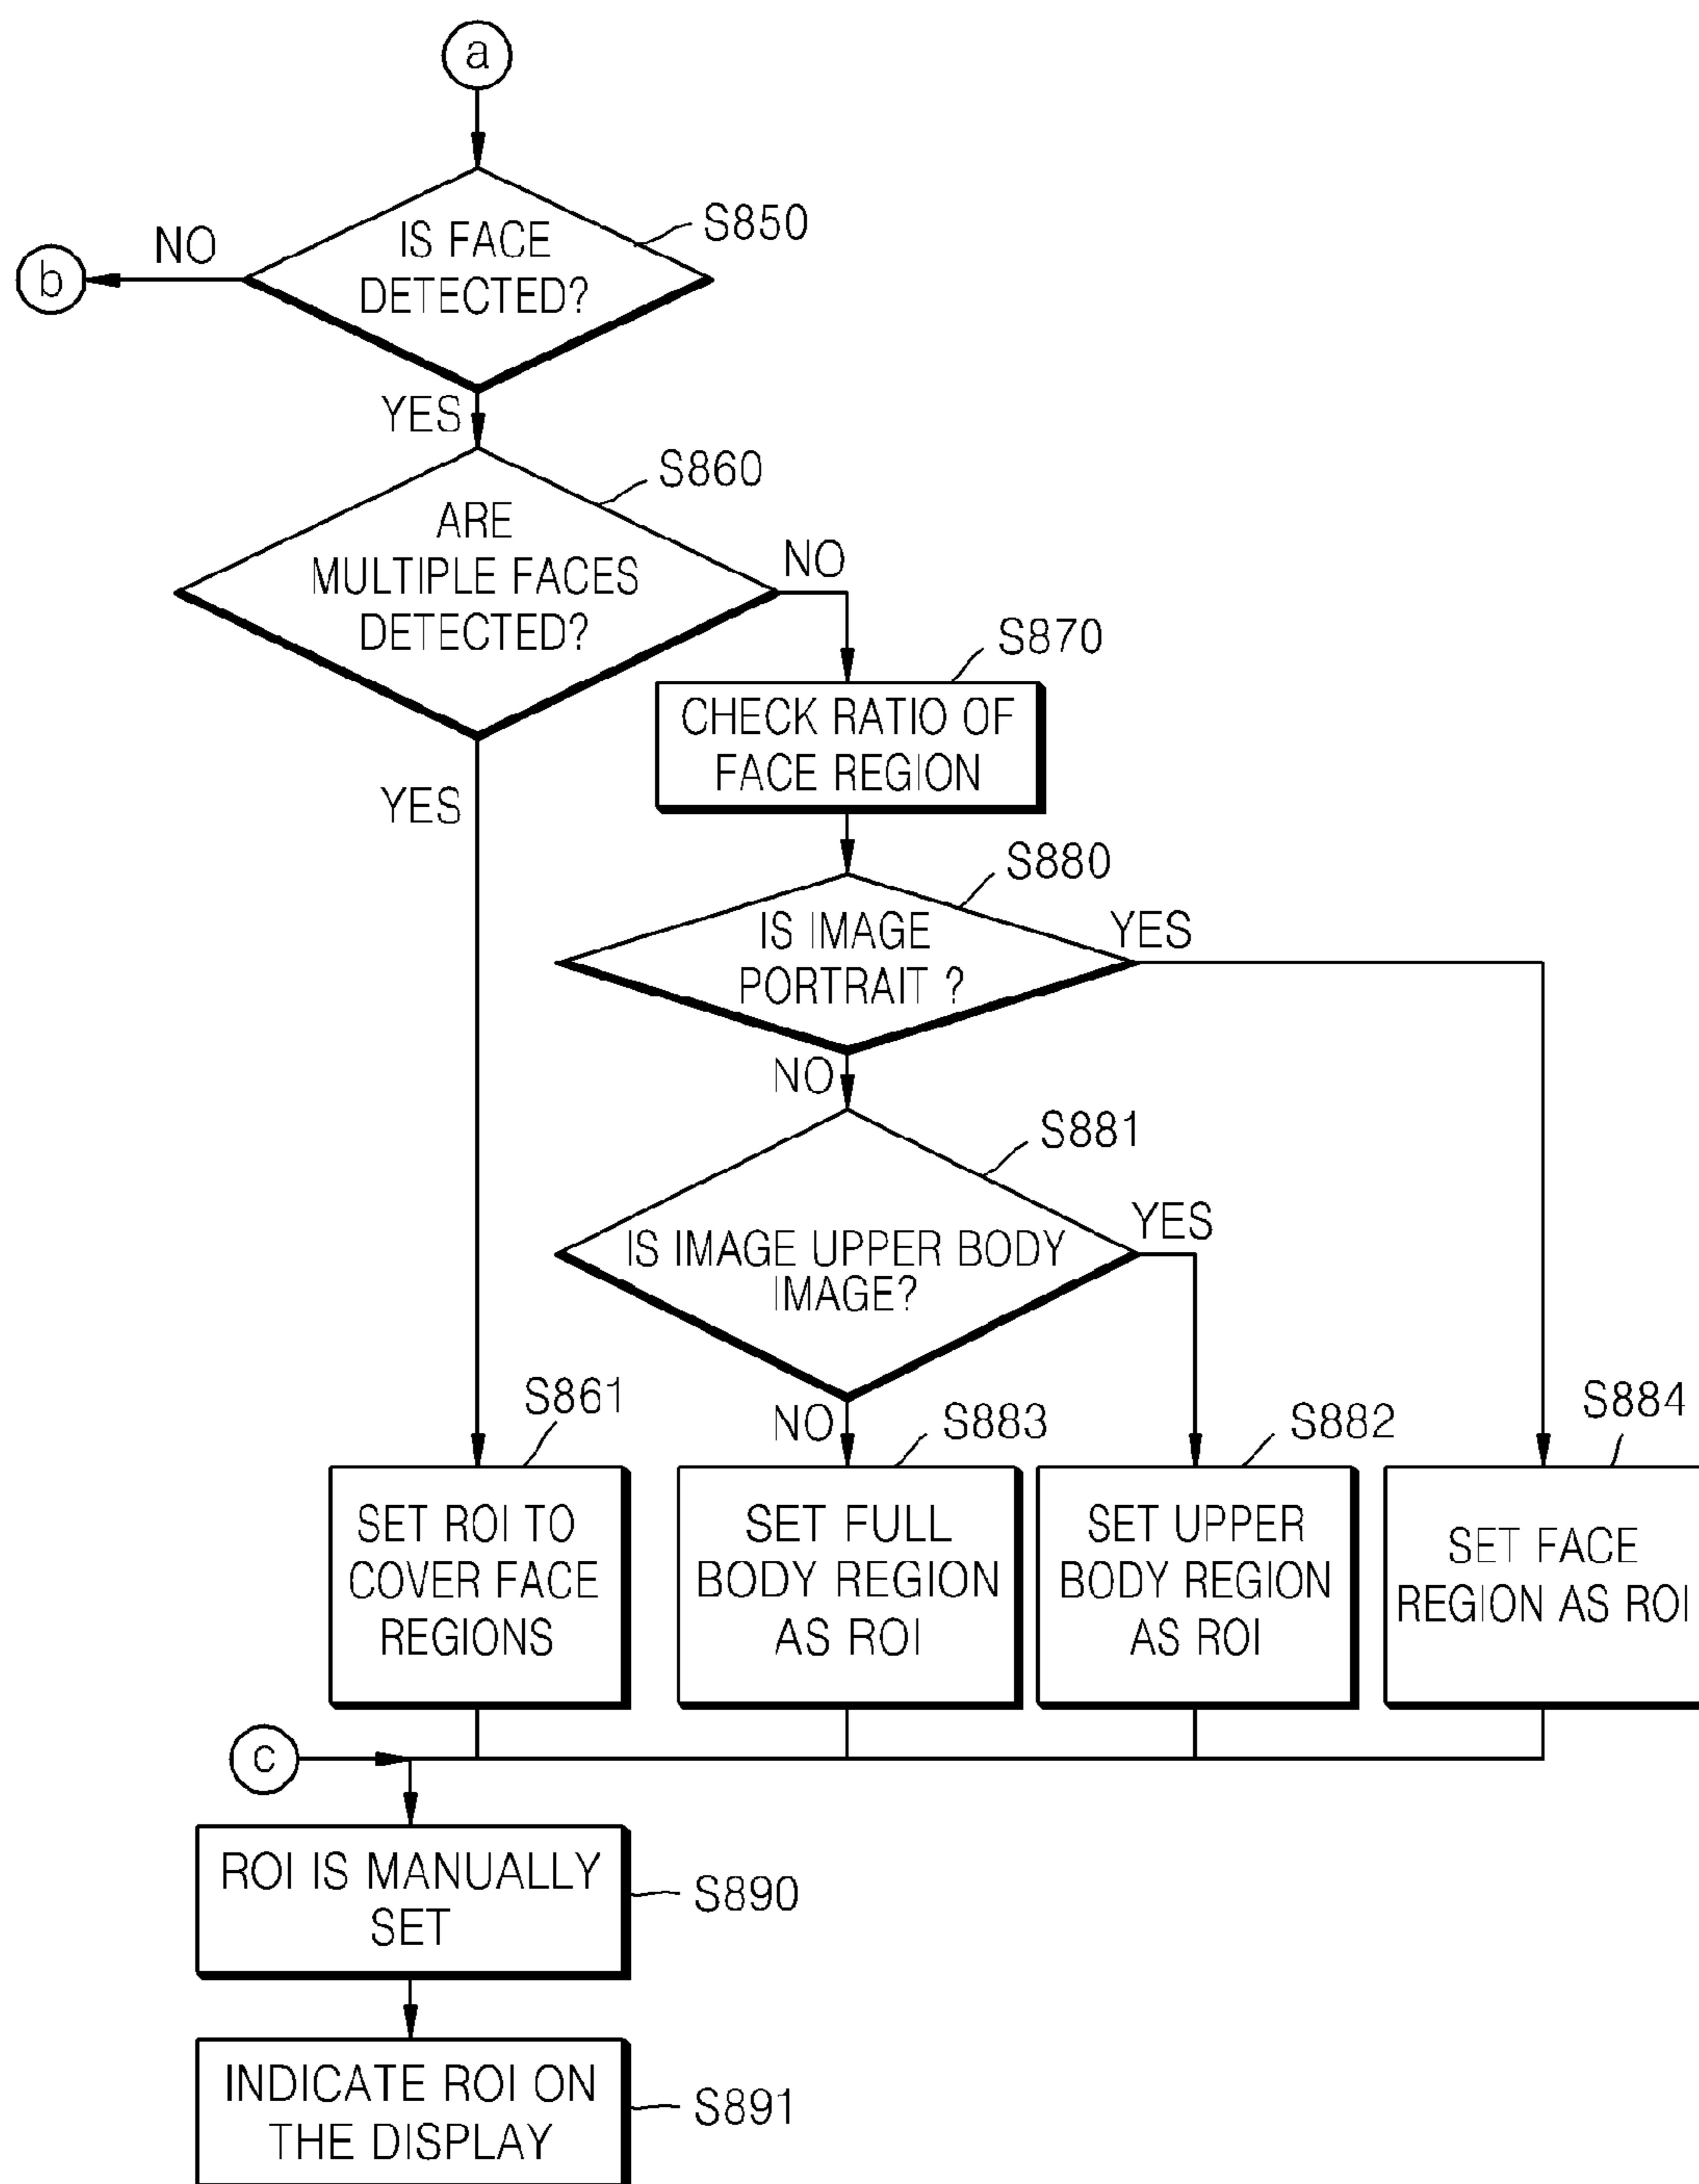 a
IS FACE
DETECTED?
S850
NO
b
YES
ARE
MULTIPLE FACES
DETECTED?
S860
NO
S870
CHECK RATIO OF
FACE REGION
YES
S880
IS IMAGE
PORTRAIT ?
YES
NO
S881
IS IMAGE UPPER BODY
IMAGE?
YES
NO
S861
SET ROI TO
COVER FACE
REGIONS
S883
SET FULL
BODY REGION
AS ROI
S882
SET UPPER
BODY REGION
AS ROI
S884
SET FACE
REGION AS ROI
c
ROI IS MANUALLY
SET
S890
INDICATE ROI ON
THE DISPLAY
S891